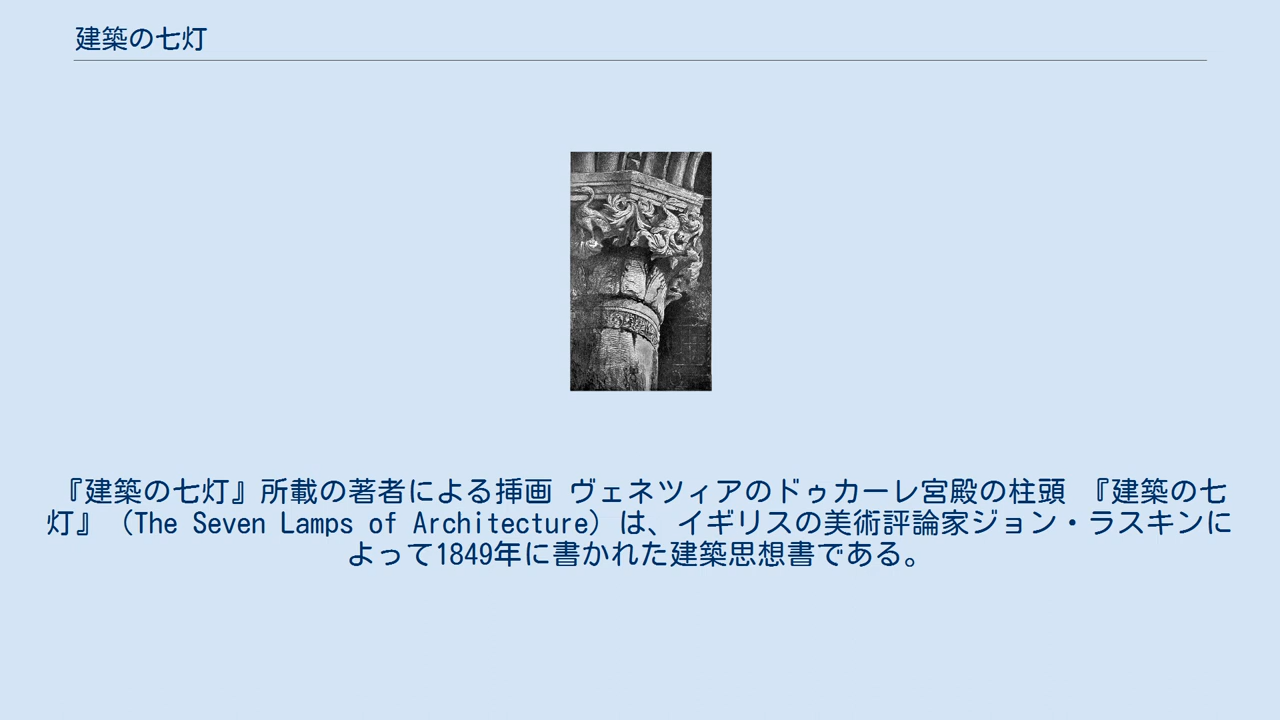 建築の七灯
『建築の七灯』所載の著者による挿画 ヴェネツィアのドゥカーレ宮殿の柱頭 『建築の七
灯』（The Seven Lamps of Architecture）は、イギリスの美術評論家ジョン・ラスキンに
よって1849年に書かれた建築思想書である。